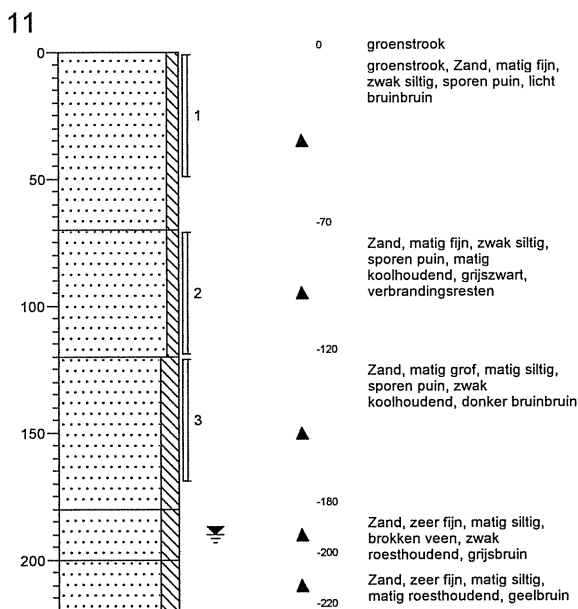 11
0
0 groenstrook
groenstrook, Zand, matig fijn,
zwak siltig, sporen puin, licht
bruinbruin
1
50
-70
Zand, matig fijn, zwak siltig,
sporen puin, matig
koolhoudend, grijszwart,
verbrandingsresten
2
100
-120
Zand, matig grof, matig siltig,
sporen puin, zwak
koolhoudend, donker bruinbruin
3
150
-180
Zand, zeer fijn, matig siltig,
brokken veen, zwak
roesthoudend, grijsbruin
200
-200
Zand, zeer fijn, matig siltig,
matig roesthoudend, geelbruin
-220